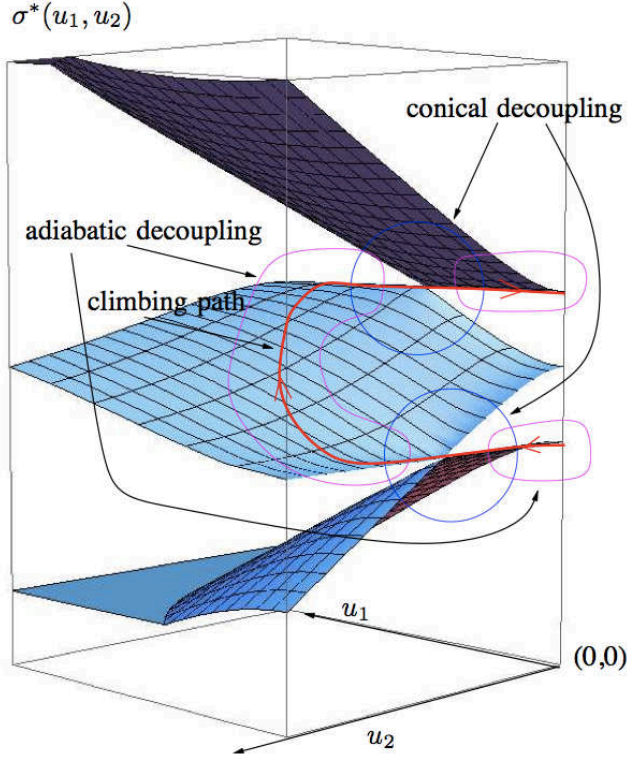 σ*(u₁, u₂)
conical decoupling
adiabatic decoupling
climbing path
u₁
(0,0)
u₂